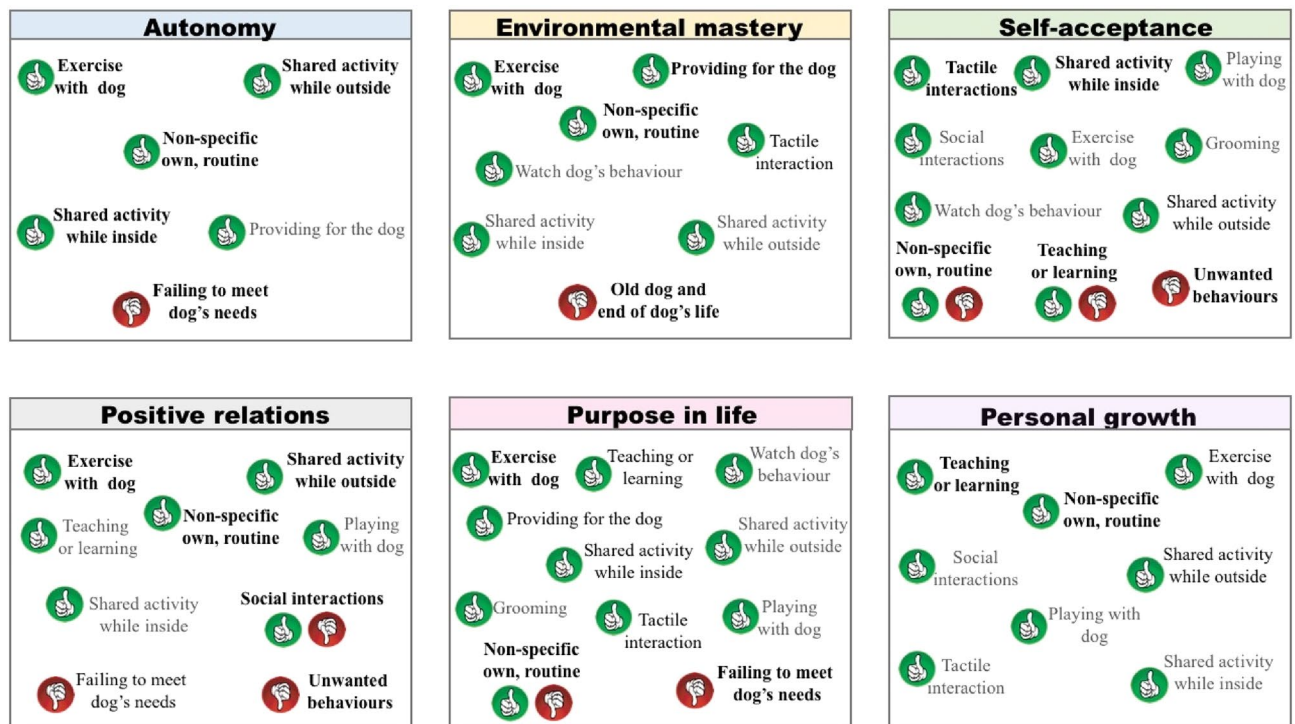 Autonomy
Exercise
with dog
Shared activity
while outside
Non-specific
own, routine
Shared activity
while inside
Providing for the dog
Failing to meet
dog's needs
Environmental mastery
Exercise
with dog
Providing for the dog
Non-specific
own, routine
Tactile
interaction
Watch dog's behaviour
Shared activity
while inside
Shared activity
while outside
Old dog and
end of dog's life
Self-acceptance
Tactile
interactions
Shared activity
while inside
Playing
with dog
Social
interactions
Exercise
with dog
Grooming
Watch dog's behaviour
Shared activity
while outside
Non-specific
own, routine
Teaching
or learning
Unwanted
behaviours
Positive relations
Exercise
with dog
Shared activity
while outside
Non-specific
own, routine
Teaching
or learning
Playing
with dog
Shared activity
while inside
Social interactions
Failing to meet
dog's needs
Unwanted
behaviours
Purpose in life
Exercise
with dog
Teaching or
learning
Watch dog's
behaviour
Providing for the dog
Shared activity
while outside
Shared activity
while inside
Grooming
Tactile
interaction
Playing
with dog
Non-specific
own, routine
Failing to meet
dog's needs
Personal growth
Teaching
or learning
Exercise
with dog
Non-specific
own, routine
Social
interactions
Shared activity
while outside
Playing with
dog
Tactile
interaction
Shared activity
while inside